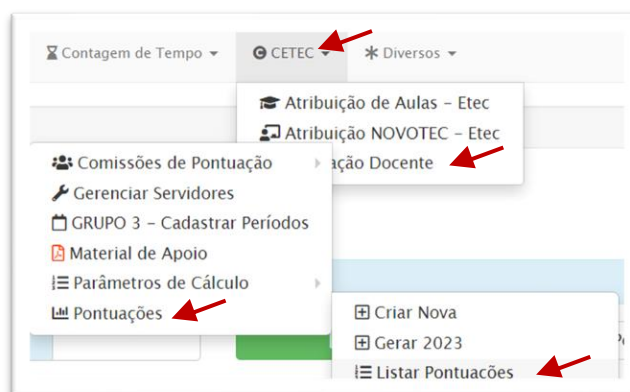 Contagem de Tempo CETEC Diversos
Atribuição de Aulas – Etec
Atribuição NOVOTEC – Etec
ação Docente
Comissões de Pontuação
Gerenciar Servidores
GRUPO 3 – Cadastrar Períodos
Material de Apoio
Parâmetros de Cálculo
Pontuações
Criar Nova
Gerar 2023
Listar Pontuações